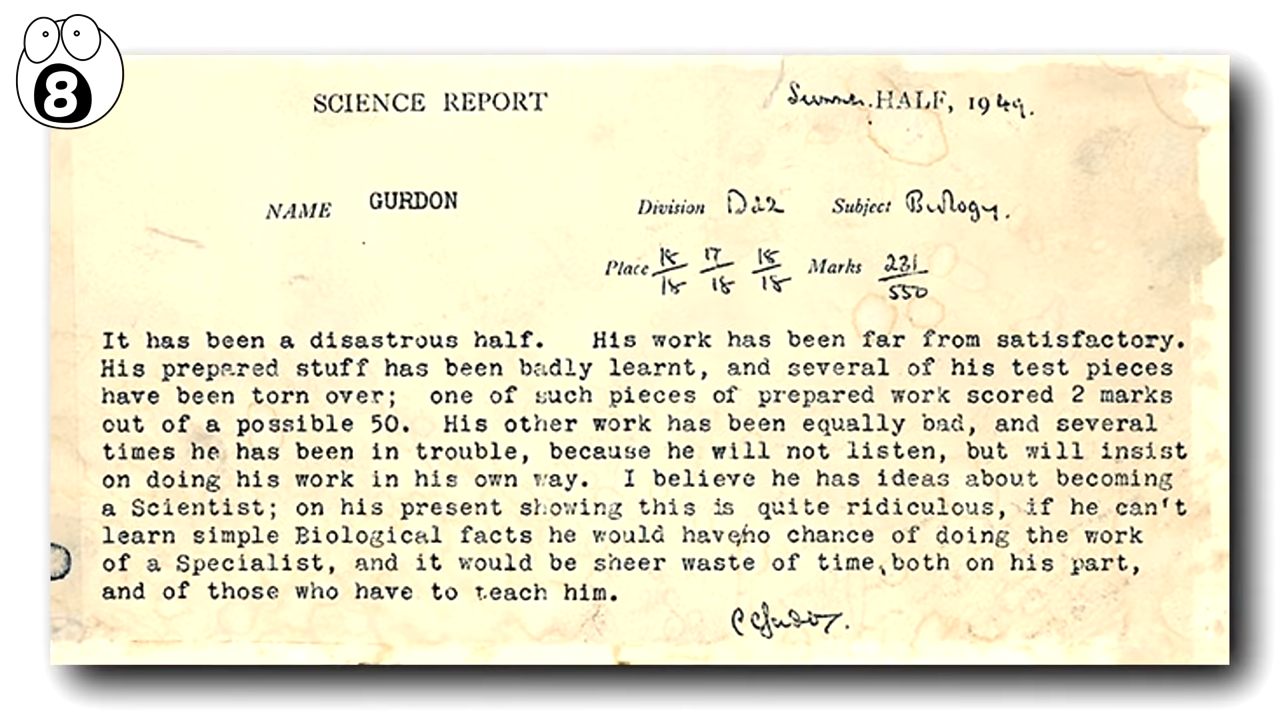 8
SCIENCE REPORT
Summer. HALF, 1949.
NAME GURDON
Division Da2 Subject Biology.
Place 18/18 17/18 18/18 Marks 231/550
It has been a disastrous half. His work has been far from satisfactory.
His prepared stuff has been badly learnt, and several of his test pieces
have been torn over; one of such pieces of prepared work scored 2 marks
out of a possible 50. His other work has been equally bad, and several
times he has been in trouble, because he will not listen, but will insist
on doing his work in his own way. I believe he has ideas about becoming
a Scientist; on his present showing this is quite ridiculous, if he can't
learn simple Biological facts he would have no chance of doing the work
of a Specialist, and it would be sheer waste of time, both on his part,
and of those who have to teach him.